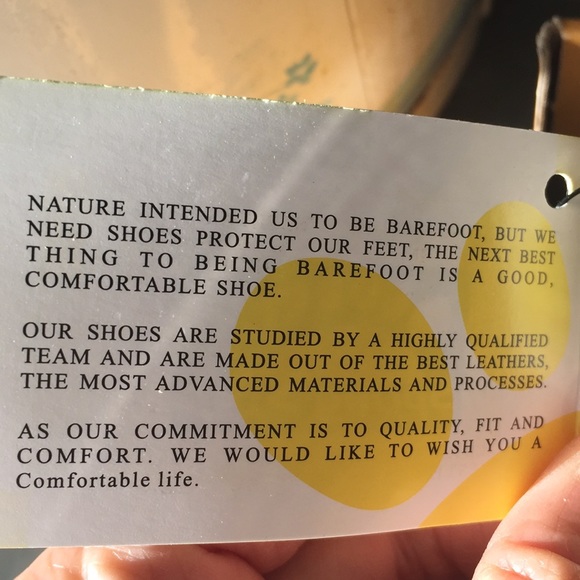 NATURE INTENDED US TO BE BAREFOOT, BUT WE
NEED SHOES PROTECT OUR FEET, THE NEXT BEST
THING TO BEING BAREFOOT IS A GOOD,
COMFORTABLE SHOE.
OUR SHOES ARE STUDIED BY A HIGHLY QUALIFIED
TEAM AND ARE MADE OUT OF THE BEST LEATHERS,
THE MOST ADVANCED MATERIALS AND PROCESSES.
AS OUR COMMITMENT IS TO QUALITY, FIT AND
COMFORT. WE WOULD LIKE TO WISH YOU A
Comfortable life.